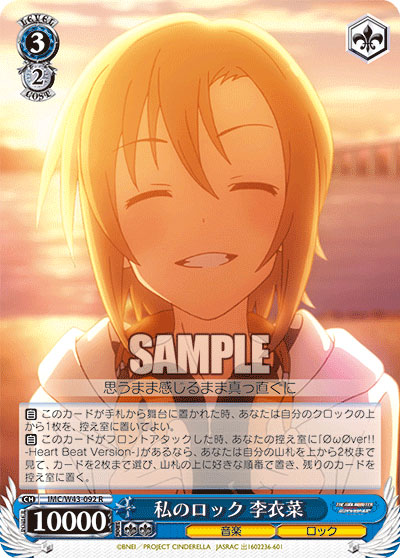 LEVEL
3
2
COST
SAMPLE
思うまま感じるまま真っ直ぐに
自 このカードが手札から舞台に置かれた時、あなたは自分のクロックの上
から1枚を、控え室に置いてよい。
自 このカードがフロントアタックした時、あなたの控え室に「ØωØver!!
-Heart Beat Version-」があるなら、あなたは自分の山札を上から2枚まで
見て、カードを2枚まで選び、山札の上に好きな順番で置き、残りのカードを
控え室に置く。
CH IMC/W43-092 R
10000
私のロック 李衣菜
音楽
ロック
©BNEI / PROJECT CINDERELLA JASRAC 出1602236-601